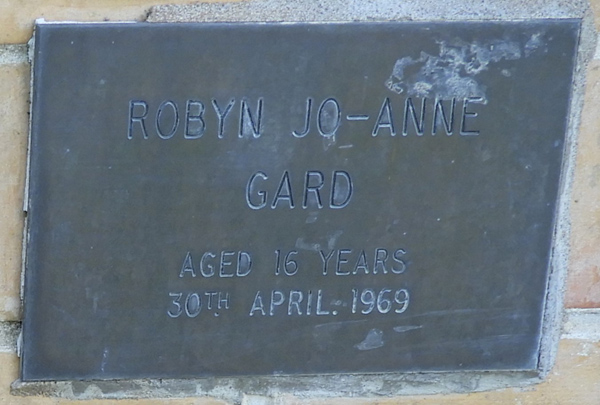 ROBYN JO-ANNE
GARD
AGED 16 YEARS
30TH APRIL. 1969